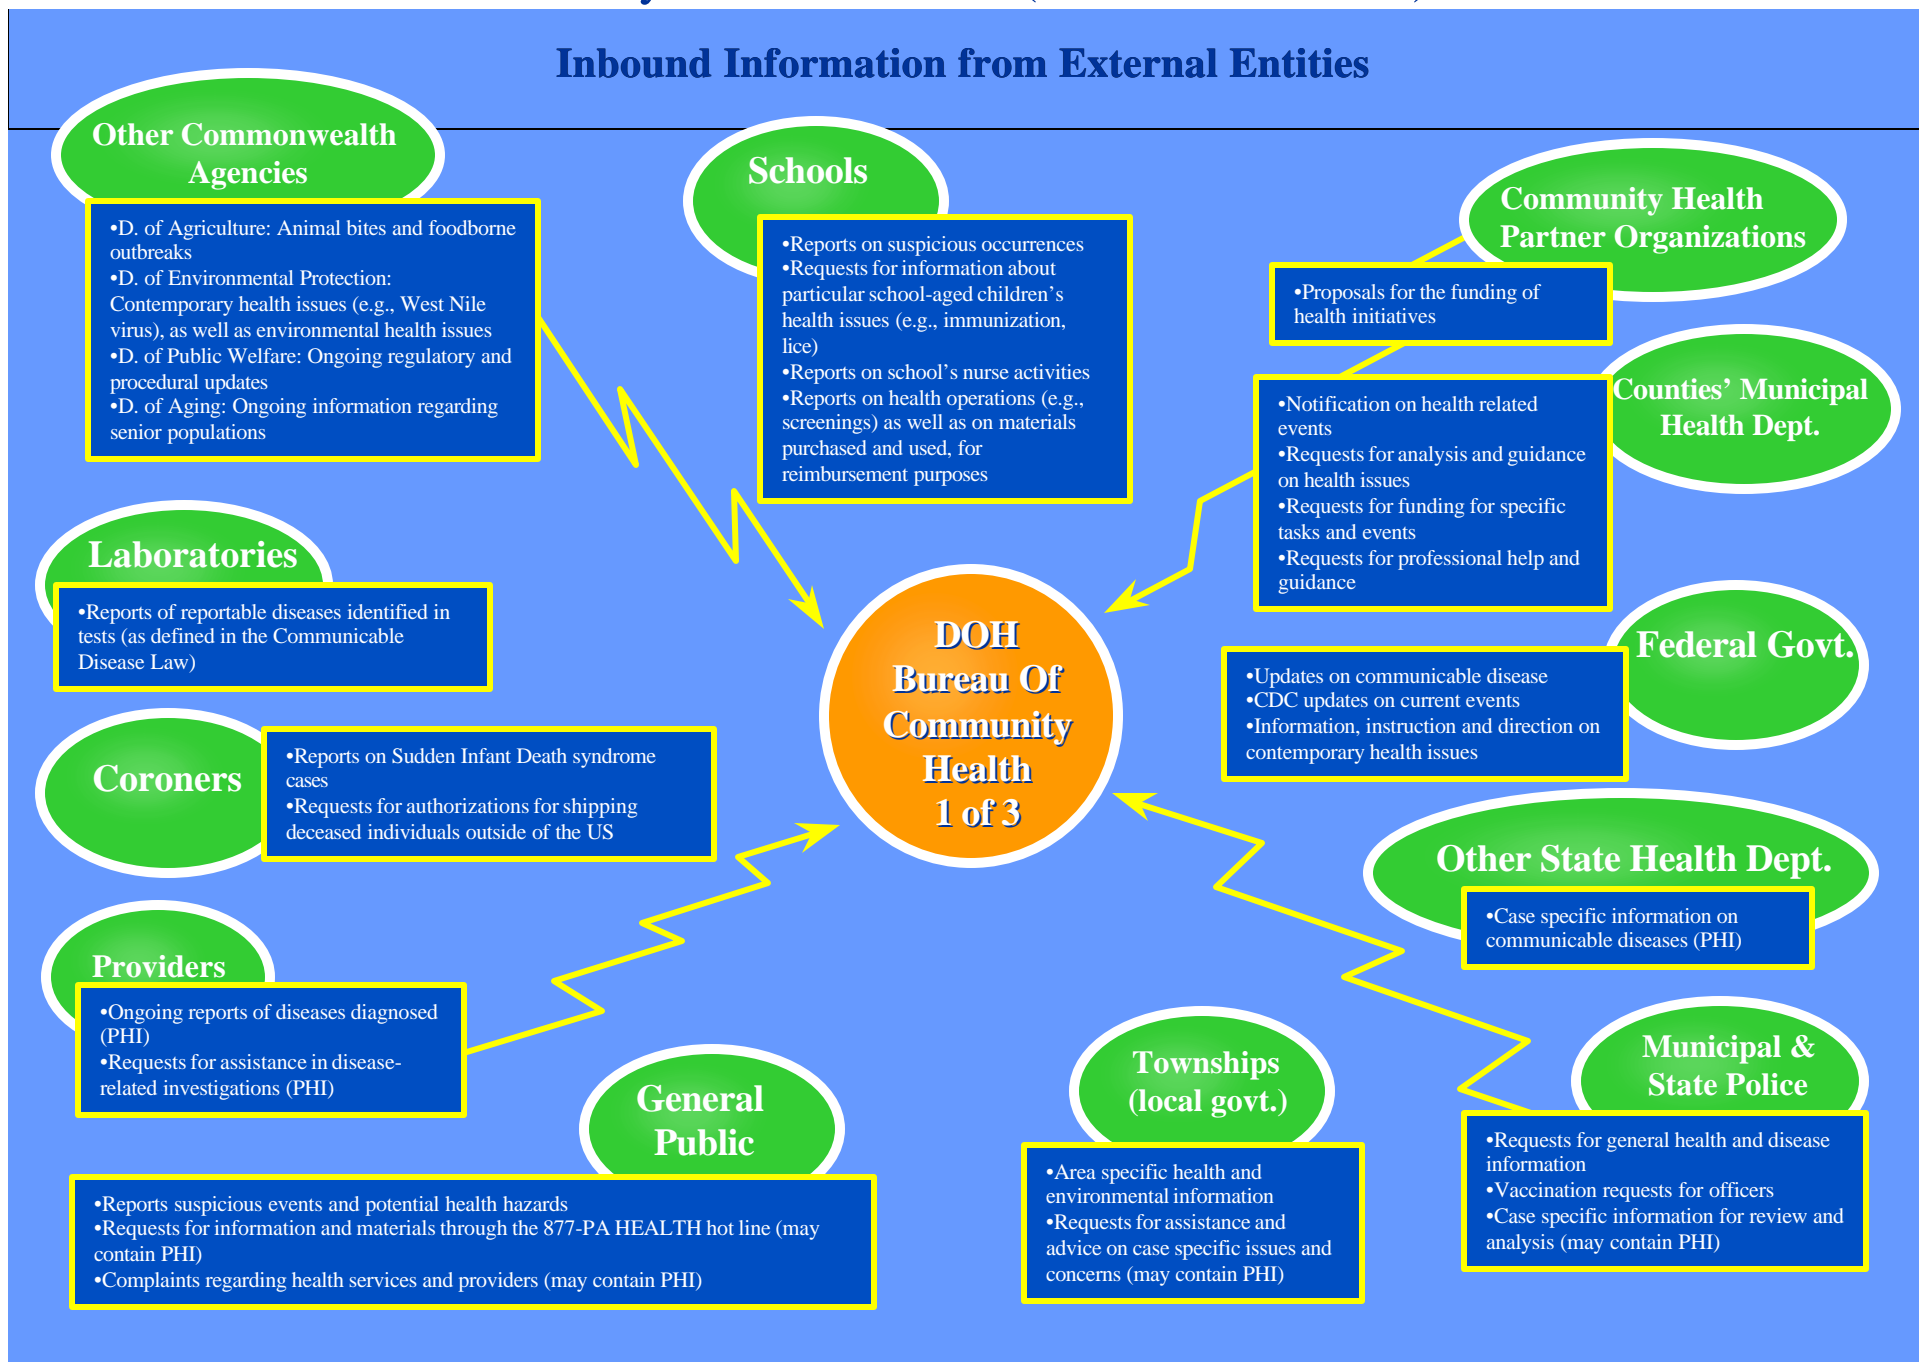 Inbound Information from External Entities
Other Commonwealth
Agencies
•D. of Agriculture: Animal bites and foodborne
outbreaks
•D. of Environmental Protection:
Contemporary health issues (e.g., West Nile
virus), as well as environmental health issues
•D. of Public Welfare: Ongoing regulatory and
procedural updates
•D. of Aging: Ongoing information regarding
senior populations
Schools
•Reports on suspicious occurrences
•Requests for information about
particular school-aged children’s
health issues (e.g., immunization,
lice)
•Reports on school’s nurse activities
•Reports on health operations (e.g.,
screenings) as well as on materials
purchased and used, for
reimbursement purposes
Community Health
Partner Organizations
•Proposals for the funding of
health initiatives
Counties’ Municipal
Health Dept.
•Notification on health related
events
•Requests for analysis and guidance
on health issues
•Requests for funding for specific
tasks and events
•Requests for professional help and
guidance
Laboratories
•Reports of reportable diseases identified in
tests (as defined in the Communicable
Disease Law)
DOH
Bureau Of
Community
Health
1 of 3
Federal Govt.
•Updates on communicable disease
•CDC updates on current events
•Information, instruction and direction on
contemporary health issues
Coroners
•Reports on Sudden Infant Death syndrome
cases
•Requests for authorizations for shipping
deceased individuals outside of the US
Other State Health Dept.
•Case specific information on
communicable diseases (PHI)
Providers
•Ongoing reports of diseases diagnosed
(PHI)
•Requests for assistance in disease-
related investigations (PHI)
General
Public
•Reports suspicious events and potential health hazards
•Requests for information and materials through the 877-PA HEALTH hot line (may
contain PHI)
•Complaints regarding health services and providers (may contain PHI)
Townships
(local govt.)
•Area specific health and
environmental information
•Requests for assistance and
advice on case specific issues and
concerns (may contain PHI)
Municipal &
State Police
•Requests for general health and disease
information
•Vaccination requests for officers
•Case specific information for review and
analysis (may contain PHI)